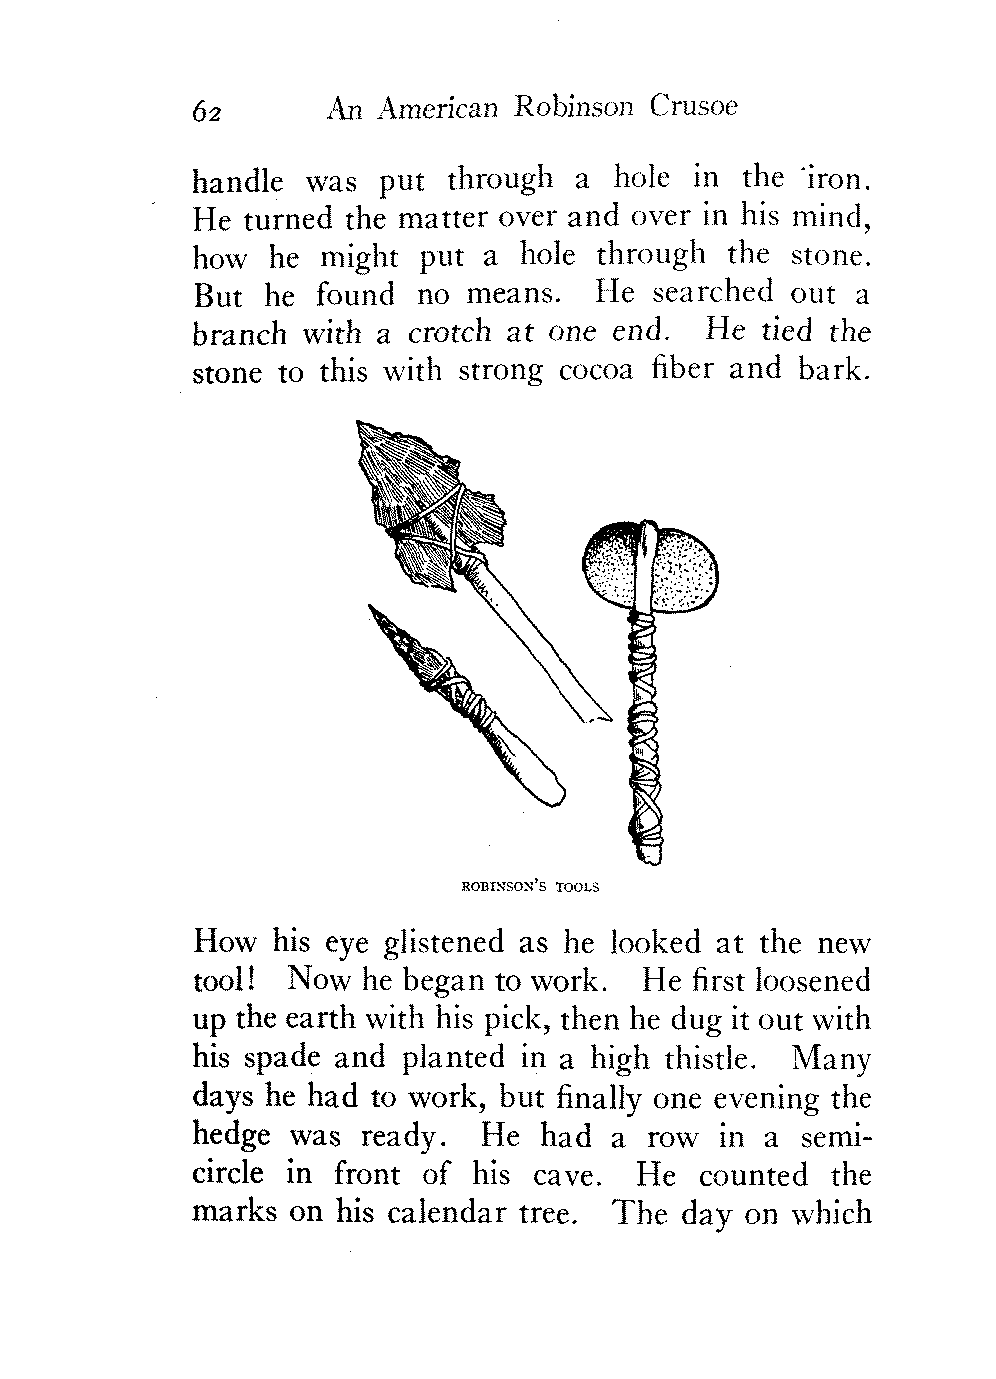 62 An American Robinson Crusoe
handle was put through a hole in the iron.
He turned the matter over and over in his mind,
how he might put a hole through the stone.
But he found no means. He searched out a
branch with a crotch at one end. He tied the
stone to this with strong cocoa fiber and bark.
ROBINSON'S TOOLS
How his eye glistened as he looked at the new
tool! Now he began to work. He first loosened
up the earth with his pick, then he dug it out with
his spade and planted in a high thistle. Many
days he had to work, but finally one evening the
hedge was ready. He had a row in a semi-
circle in front of his cave. He counted the
marks on his calendar tree. The day on which